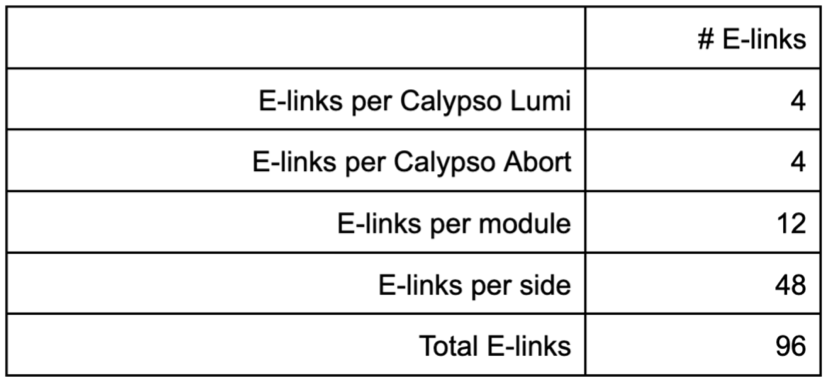 # E-links
E-links per Calypso Lumi 4
E-links per Calypso Abort 4
E-links per module 12
E-links per side 48
Total E-links 96